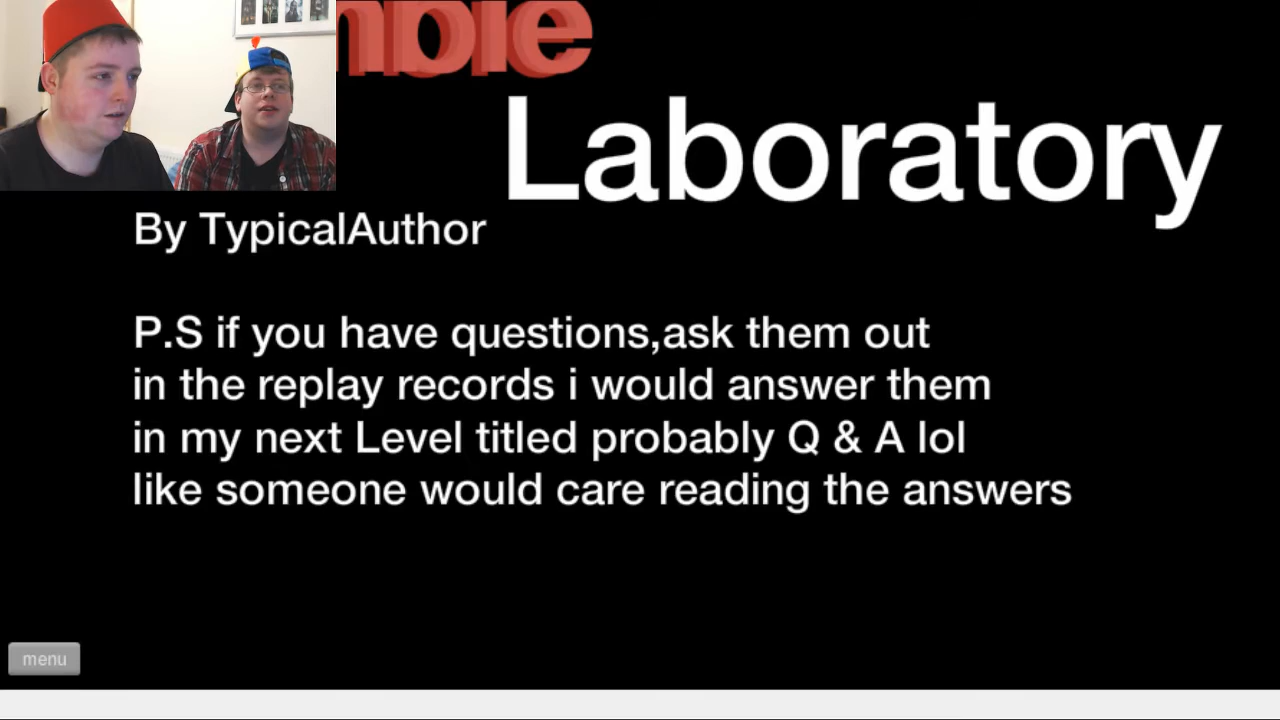 Laboratory
By TypicalAuthor
P.S if you have questions,ask them out
in the replay records i would answer them
in my next Level titled probably Q & A lol
like someone would care reading the answers
menu